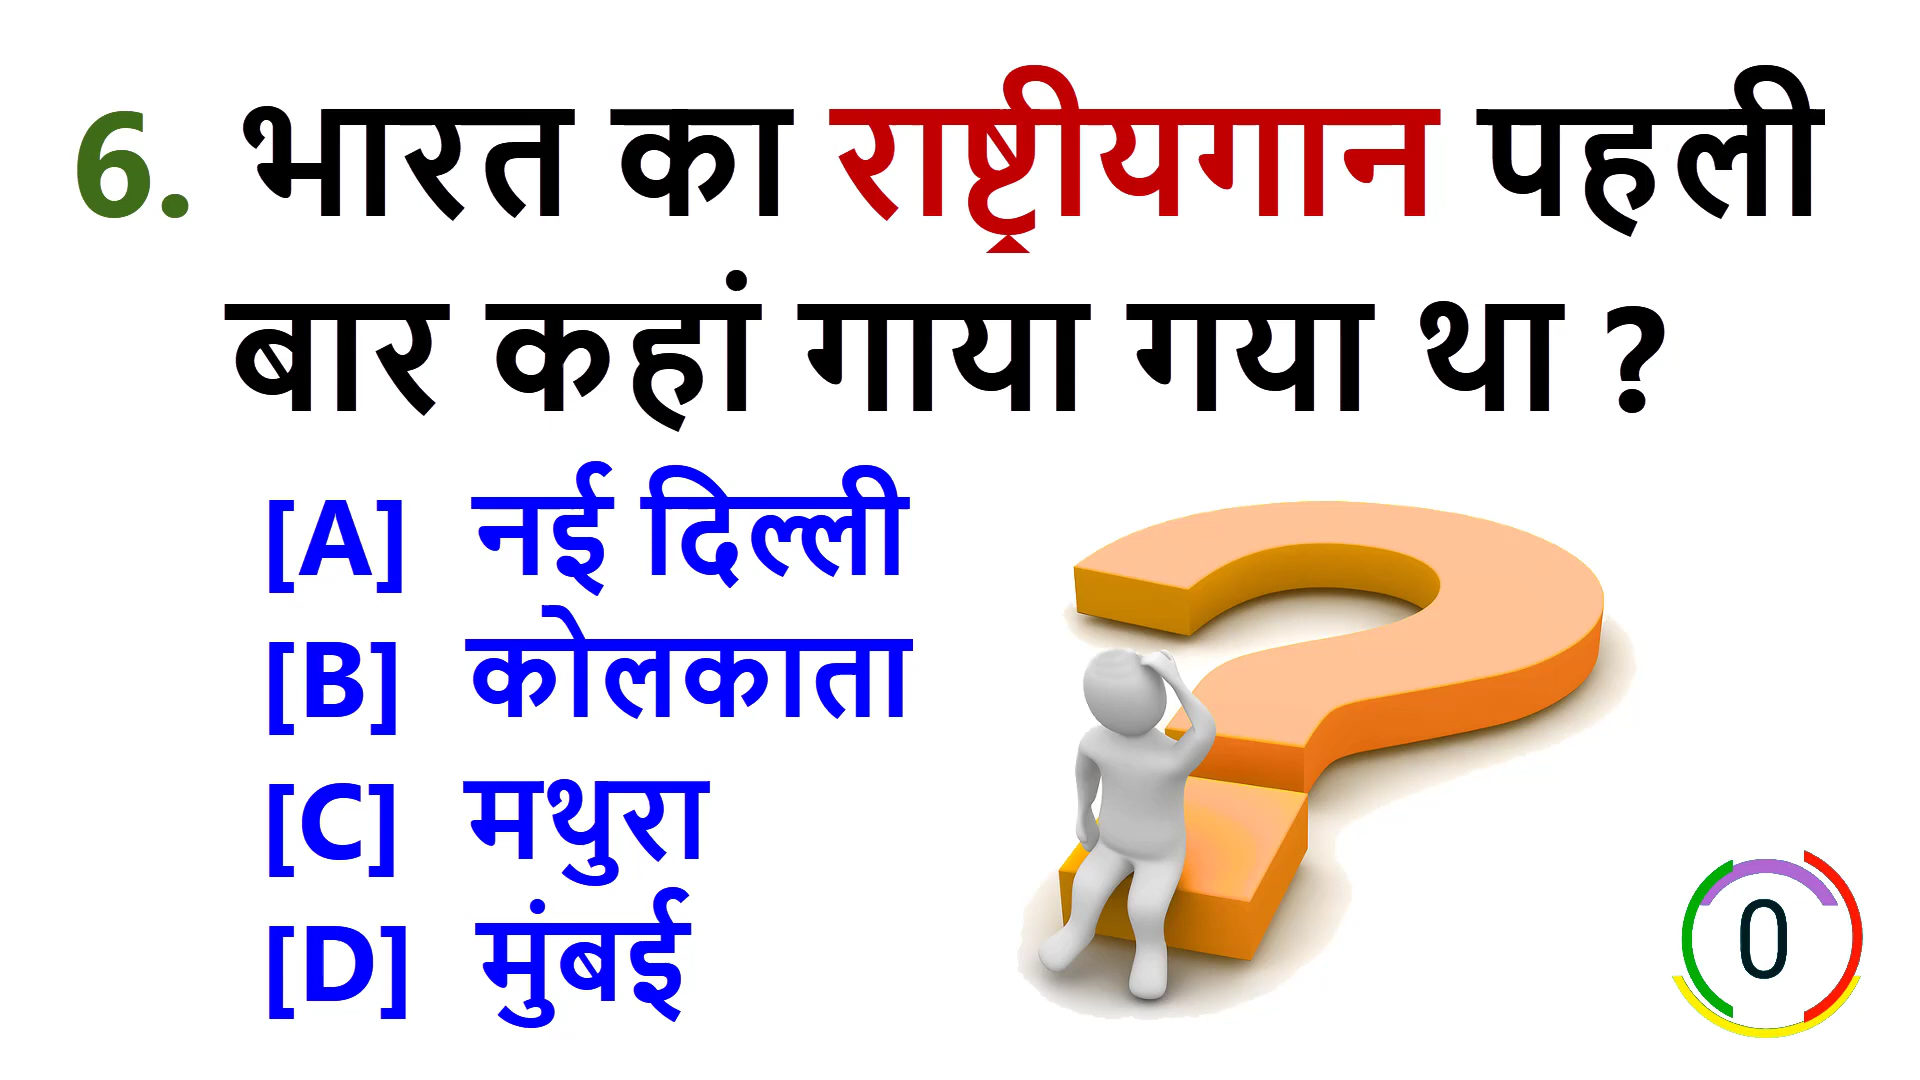 6. भारत का राष्ट्रीयगान पहली
बार कहां गाया गया था ?
[A] नई दिल्ली
[B] कोलकाता
[C] मथुरा
[D] मुंबई
0